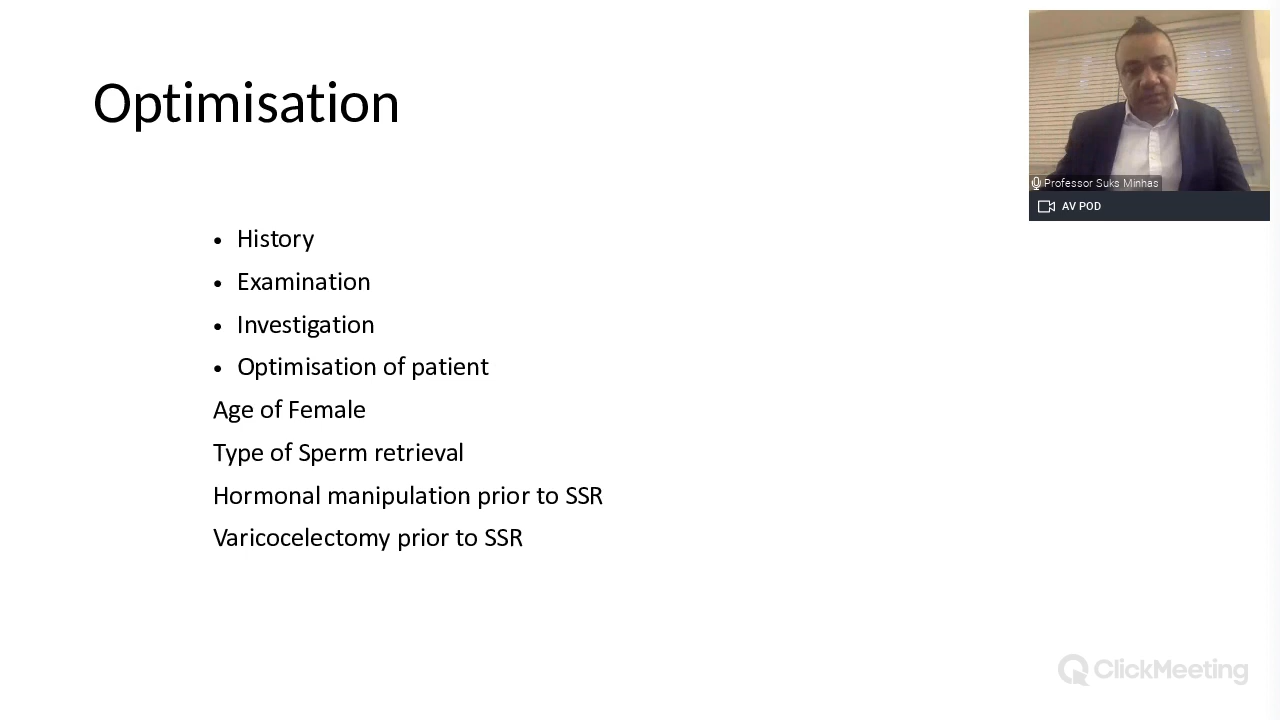 Optimisation
• History
• Examination
• Investigation
• Optimisation of patient
Age of Female
Type of Sperm retrieval
Hormonal manipulation prior to SSR
Varicocelectomy prior to SSR
Professor Suks Minhas
AV POD
ClickMeeting